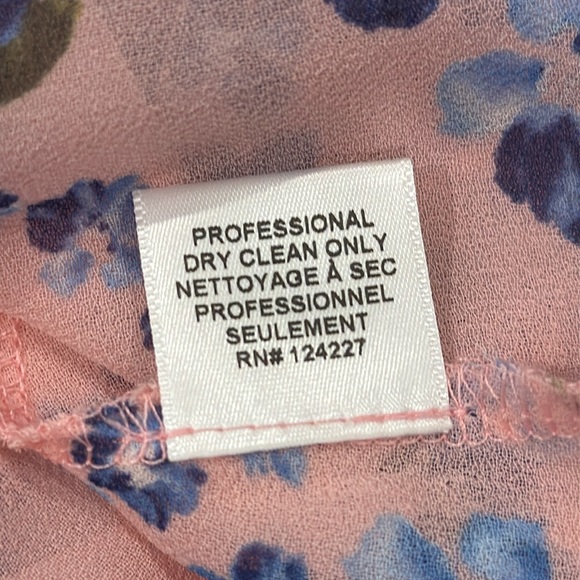 PROFESSIONAL
DRY CLEAN ONLY
NETTOYAGE À SEC
PROFESSIONNEL
SEULEMENT
RN# 124227